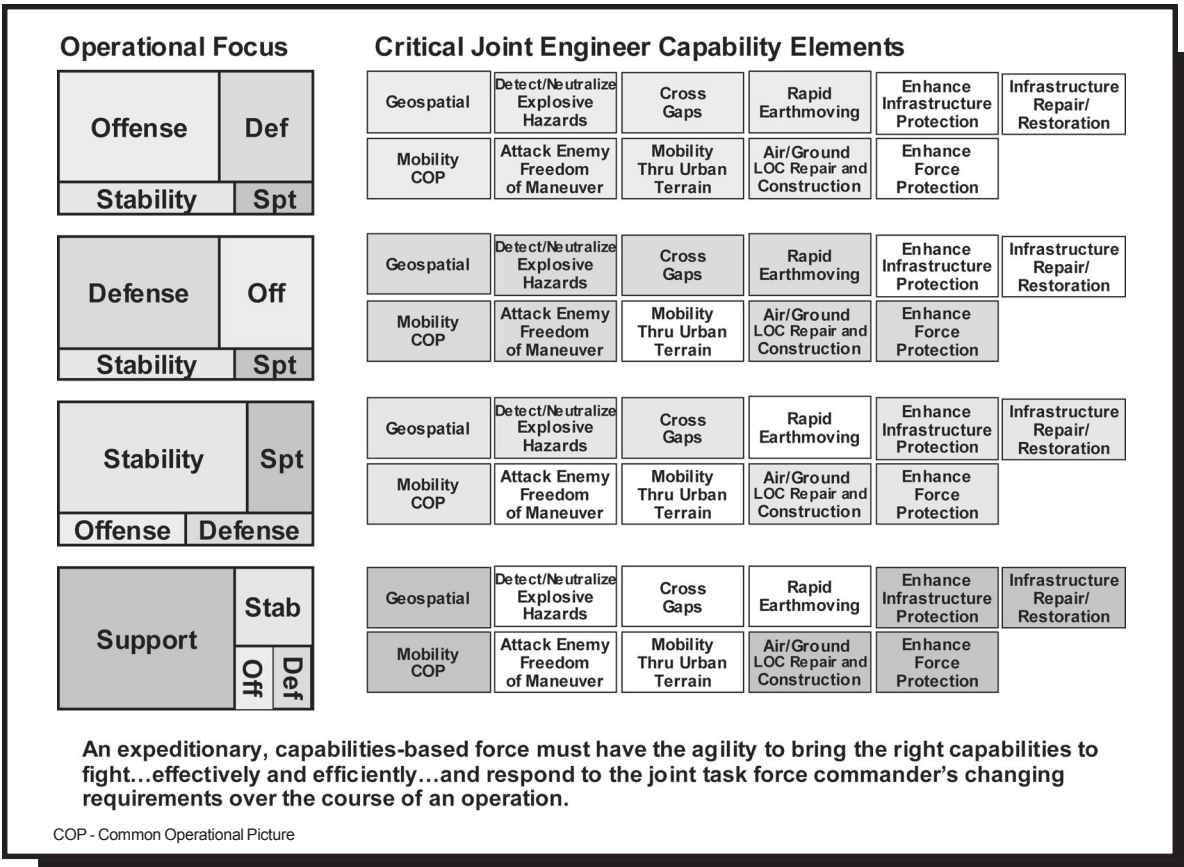 Operational Focus
Critical Joint Engineer Capability Elements
Offense
Def
Stability
Spt
Geospatial
Detect/Neutralize
Explosive
Hazards
Cross
Gaps
Rapid
Earthmoving
Enhance
Infrastructure
Protection
Infrastructure
Repair/
Restoration
Mobility
COP
Attack Enemy
Freedom
of Maneuver
Mobility
Thru Urban
Terrain
Air/Ground
LOC Repair and
Construction
Enhance
Force
Protection
Defense
Off
Stability
Spt
Geospatial
Detect/Neutralize
Explosive
Hazards
Cross
Gaps
Rapid
Earthmoving
Enhance
Infrastructure
Protection
Infrastructure
Repair/
Restoration
Mobility
COP
Attack Enemy
Freedom
of Maneuver
Mobility
Thru Urban
Terrain
Air/Ground
LOC Repair and
Construction
Enhance
Force
Protection
Stability
Spt
Offense
Defense
Geospatial
Detect/Neutralize
Explosive
Hazards
Cross
Gaps
Rapid
Earthmoving
Enhance
Infrastructure
Protection
Infrastructure
Repair/
Restoration
Mobility
COP
Attack Enemy
Freedom
of Maneuver
Mobility
Thru Urban
Terrain
Air/Ground
LOC Repair and
Construction
Enhance
Force
Protection
Support
Stab
Off
Def
Geospatial
Detect/Neutralize
Explosive
Hazards
Cross
Gaps
Rapid
Earthmoving
Enhance
Infrastructure
Protection
Infrastructure
Repair/
Restoration
Mobility
COP
Attack Enemy
Freedom
of Maneuver
Mobility
Thru Urban
Terrain
Air/Ground
LOC Repair and
Construction
Enhance
Force
Protection
An expeditionary, capabilities-based force must have the agility to bring the right capabilities to
fight...effectively and efficiently...and respond to the joint task force commander's changing
requirements over the course of an operation.
COP - Common Operational Picture